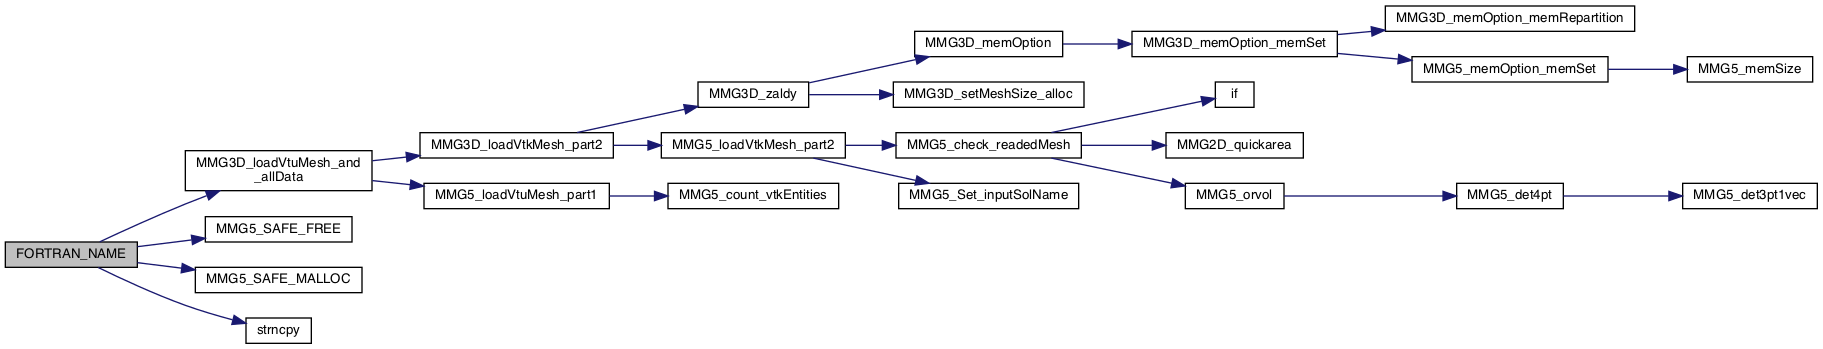 MMG3D_memOption_memRepartition
MMG3D_memOption
MMG3D_memOption_memSet
MMG5_memOption_memSet
MMG5_memSize
MMG3D_zaldy
MMG3D_setMeshSize_alloc
if
MMG3D_loadVtkMesh_part2
MMG5_loadVtkMesh_part2
MMG5_check_readedMesh
MMG2D_quickarea
MMG3D_loadVtuMesh_and
_allData
MMG5_loadVtuMesh_part1
MMG5_count_vtkEntities
MMG5_Set_inputSolName
MMG5_orvol
MMG5_det4pt
MMG5_det3pt1vec
MMG5_SAFE_FREE
FORTRAN_NAME
MMG5_SAFE_MALLOC
strncpy